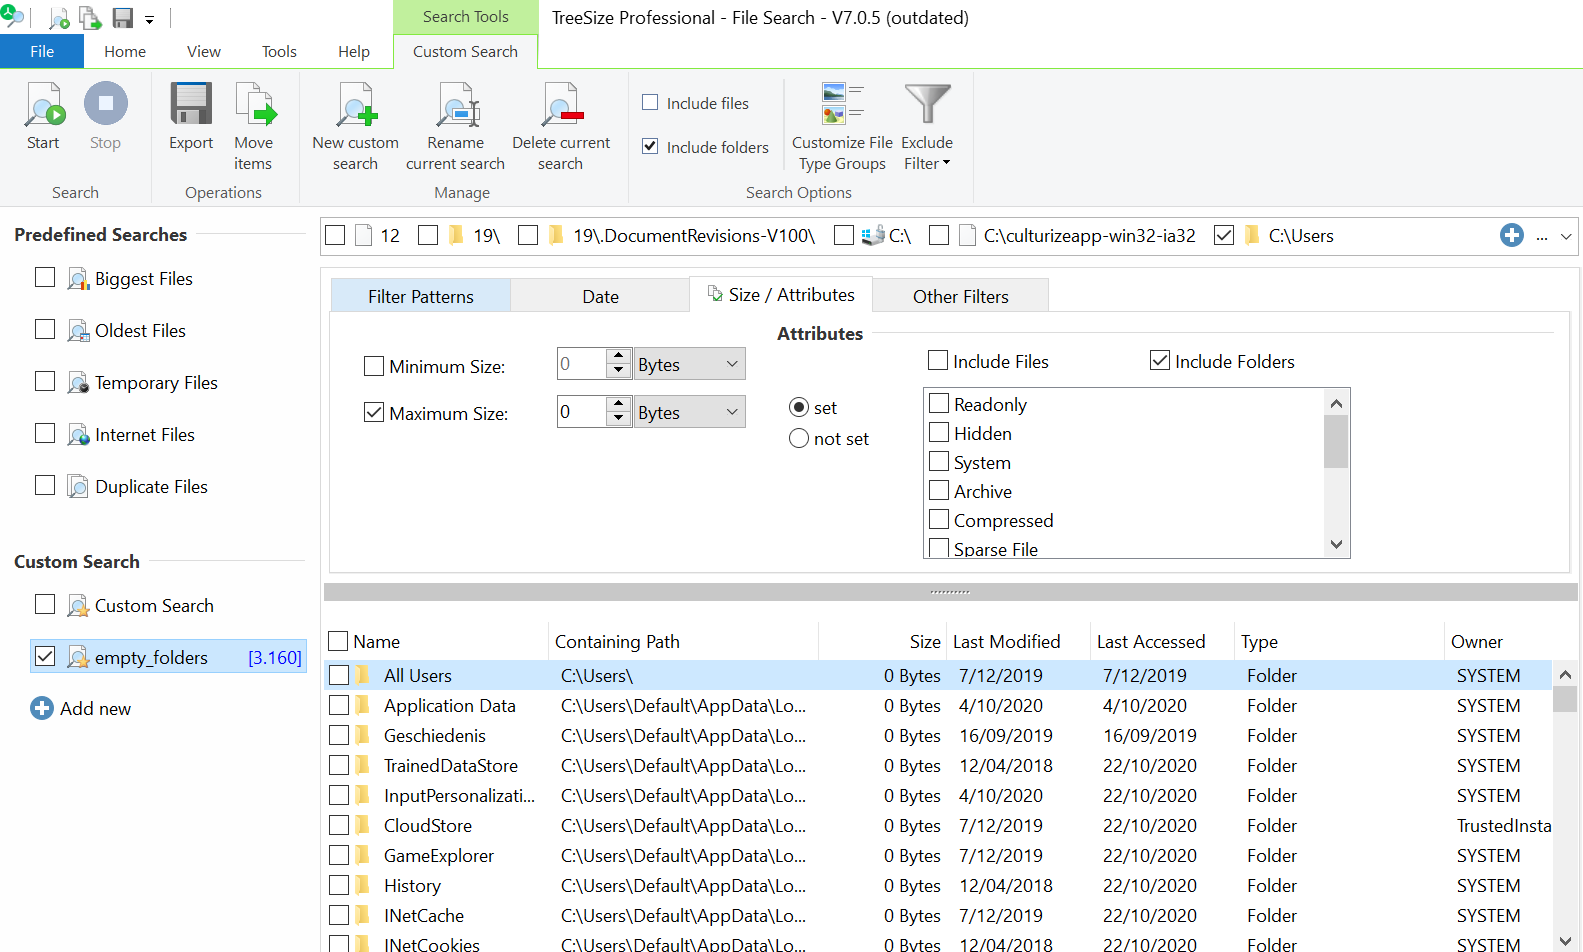 Search Tools
TreeSize Professional - File Search - V7.0.5 (outdated)
File Home View Tools Help Custom Search
Start
Stop
Export
Move
items
New custom
search
Rename
current search
Delete current
search
Include files
Include folders
Customize File
Type Groups
Exclude
Filter
Search Operations Manage Search Options
Predefined Searches
Biggest Files
Oldest Files
Temporary Files
Internet Files
Duplicate Files
Custom Search
Custom Search
empty_folders [3.160]
Add new
12 19\ 19\.DocumentRevisions-V100\ C:\ C:\culturizeapp-win32-ia32 C:\Users ...
Filter Patterns Date Size / Attributes Other Filters
Minimum Size: 0 Bytes
Maximum Size: 0 Bytes
Attributes
set
not set
Include Files Include Folders
Readonly
Hidden
System
Archive
Compressed
Sparse File
Name Containing Path Size Last Modified Last Accessed Type Owner
All Users C:\Users\ 0 Bytes 7/12/2019 7/12/2019 Folder SYSTEM
Application Data C:\Users\Default\AppData\Lo... 0 Bytes 4/10/2020 4/10/2020 Folder SYSTEM
Geschiedenis C:\Users\Default\AppData\Lo... 0 Bytes 16/09/2019 16/09/2019 Folder SYSTEM
TrainedDataStore C:\Users\Default\AppData\Lo... 0 Bytes 12/04/2018 22/10/2020 Folder SYSTEM
InputPersonalizati... C:\Users\Default\AppData\Lo... 0 Bytes 4/10/2020 22/10/2020 Folder SYSTEM
CloudStore C:\Users\Default\AppData\Lo... 0 Bytes 7/12/2019 22/10/2020 Folder TrustedInsta
GameExplorer C:\Users\Default\AppData\Lo... 0 Bytes 7/12/2019 22/10/2020 Folder SYSTEM
History C:\Users\Default\AppData\Lo... 0 Bytes 12/04/2018 22/10/2020 Folder SYSTEM
INetCache C:\Users\Default\AppData\Lo... 0 Bytes 7/12/2019 22/10/2020 Folder SYSTEM
INetCookies C:\Users\Default\AppData\Lo... 0 Bytes 12/04/2018 22/10/2020 Folder SYSTEM